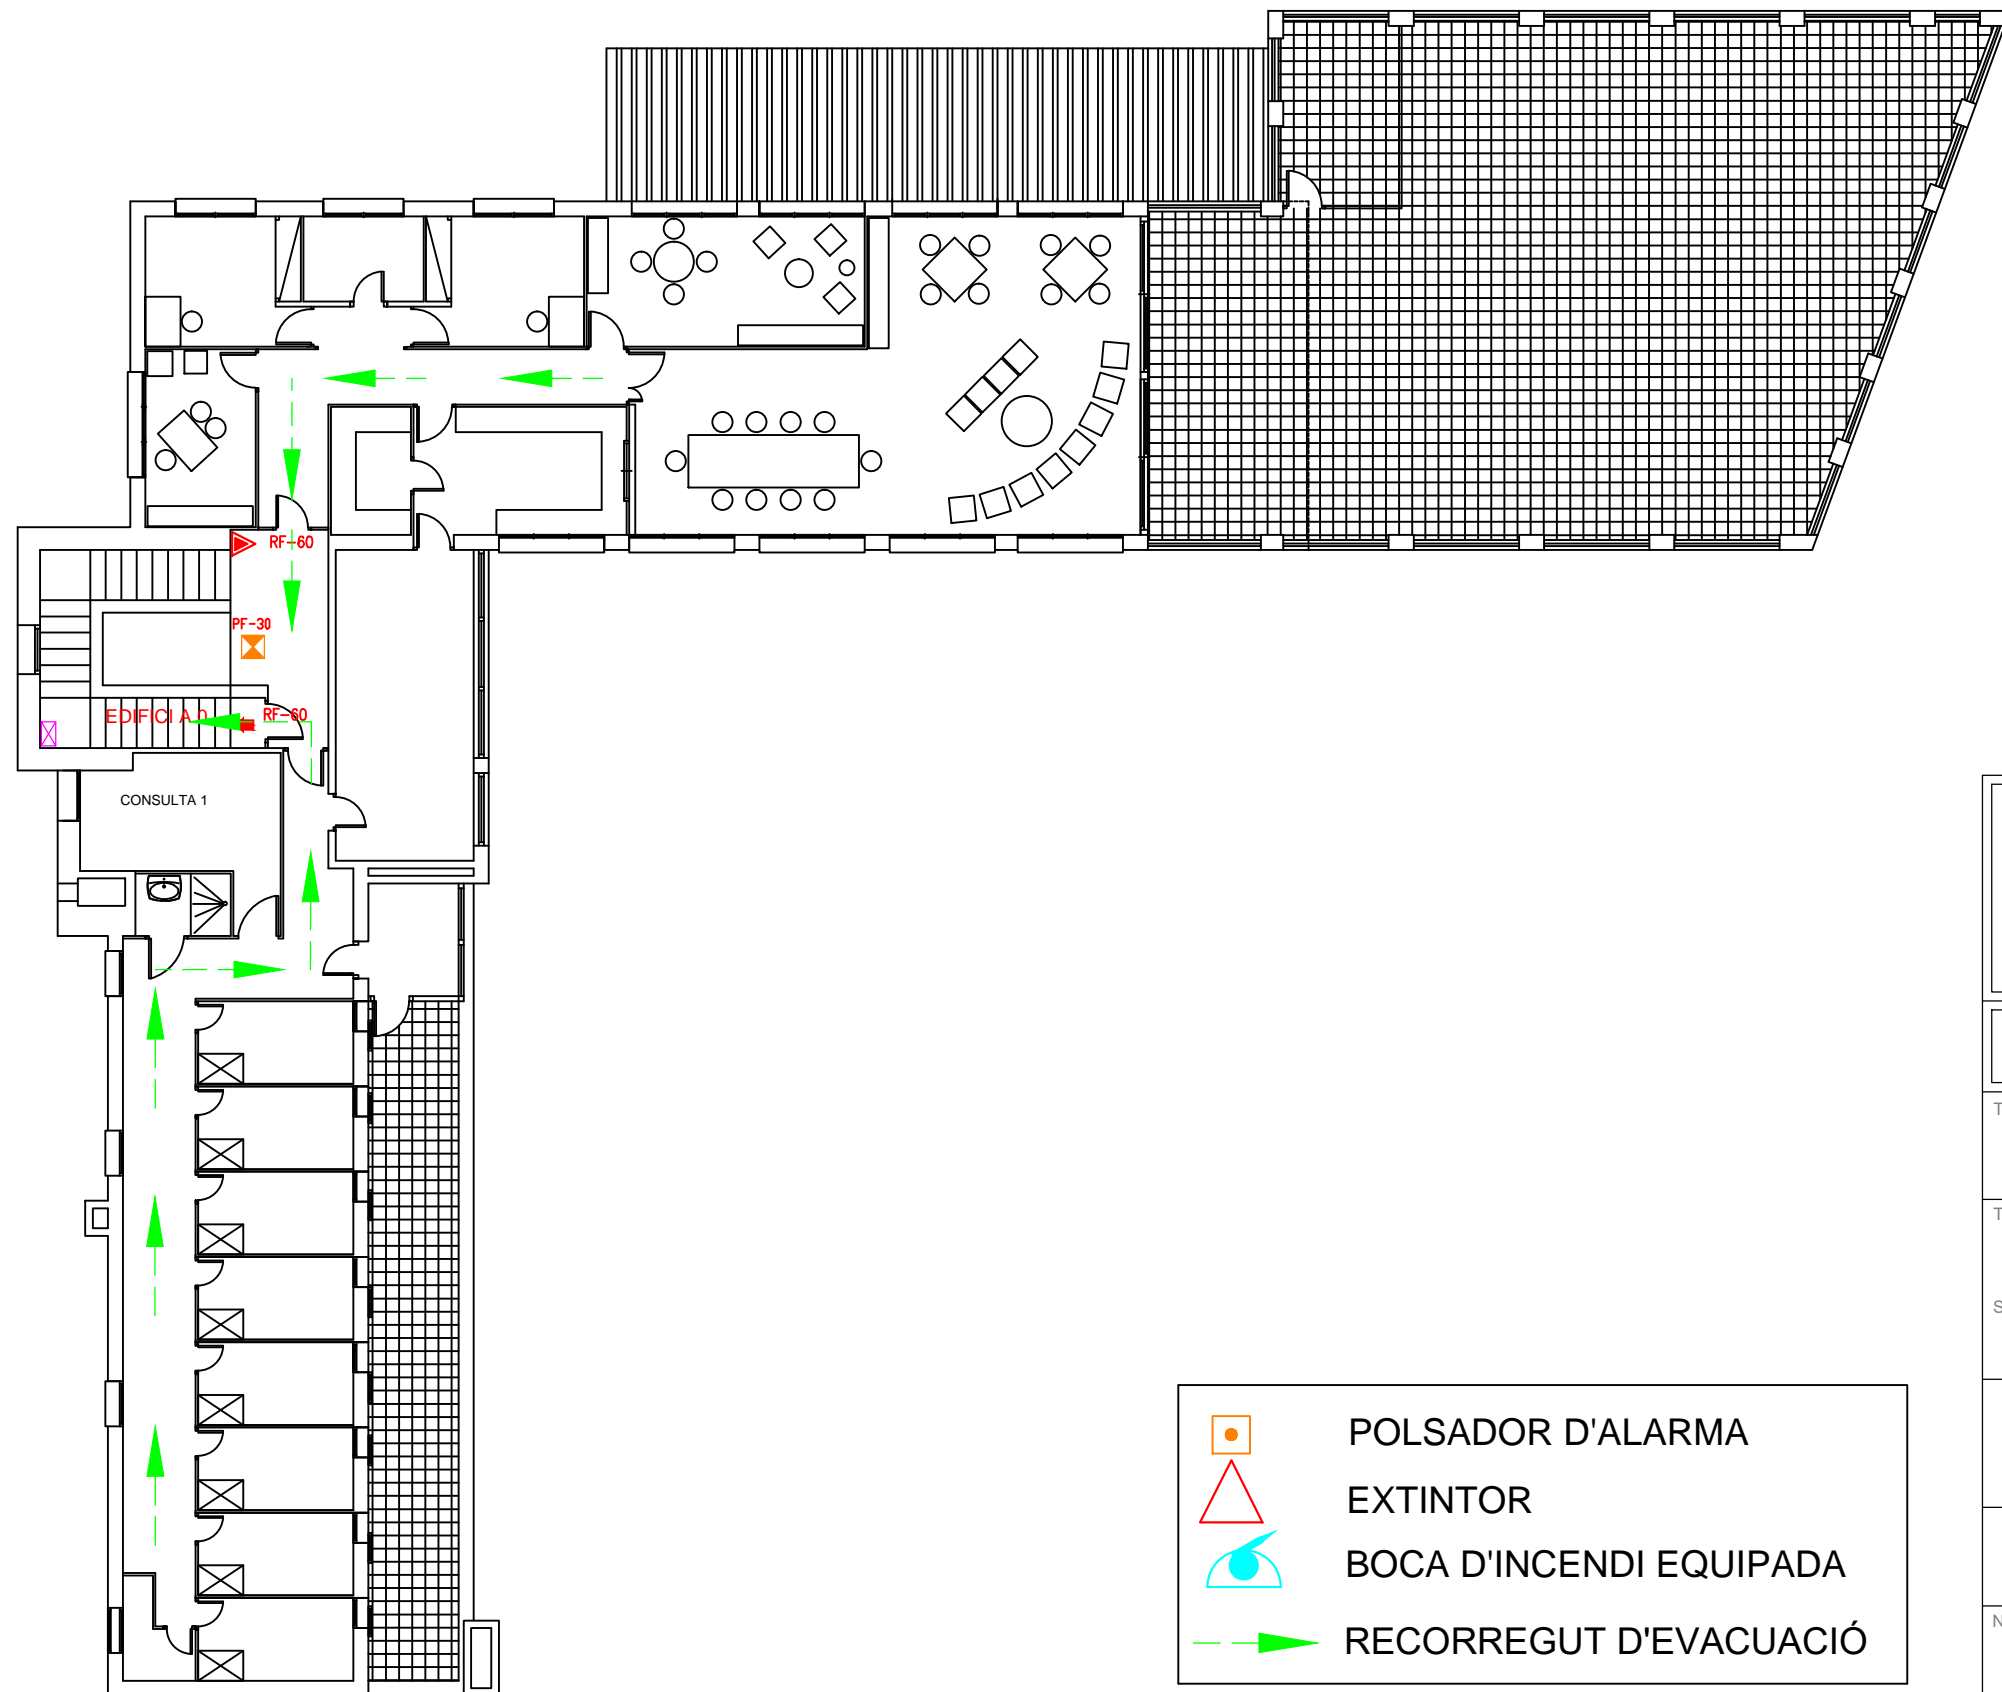 RF-60
PF-30
EDIFICI A.0
RF-60
CONSULTA 1
T
T
S
N
POLSADOR D'ALARMA
EXTINTOR
BOCA D'INCENDI EQUIPADA
RECORREGUT D'EVACUACIÓ